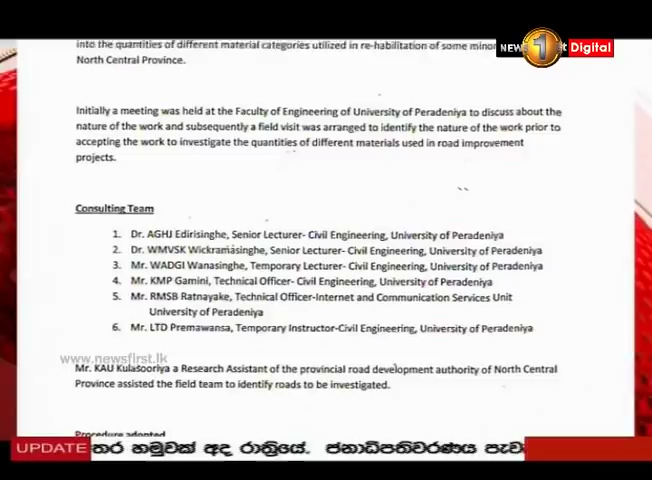 into the quantities of different material categories utilized in re-habilitation of some minor
NEWS 1st Digital
North Central Province.
Initially a meeting was held at the Faculty of Engineering of University of Peradeniya to discuss about the
nature of the work and subsequently a field visit was arranged to identify the nature of the work prior to
accepting the work to investigate the quantities of different materials used in road improvement
projects.
Consulting Team
1. Dr. AGHJ Edirisinghe, Senior Lecturer- Civil Engineering, University of Peradeniya
2. Dr. WMVSK Wickramasinghe, Senior Lecturer- Civil Engineering, University of Peradeniya
3. Mr. WADGI Wanasinghe, Temporary Lecturer- Civil Engineering, University of Peradeniya
4. Mr. KMP Gamini, Technical Officer- Civil Engineering, University of Peradeniya
5. Mr. RMSB Ratnayake, Technical Officer-Internet and Communication Services Unit
University of Peradeniya
6. Mr. LTD Premawansa, Temporary Instructor-Civil Engineering, University of Peradeniya
www.newsfirst.lk
Mr. KAU Kulasooriya a Research Assistant of the provincial road development authority of North Central
Province assisted the field team to identify roads to be investigated.
Procedure adopted
UPDATE තර හමුවක් අද රාත්‍රියේ. ජනාධිපතිවරණය පැව